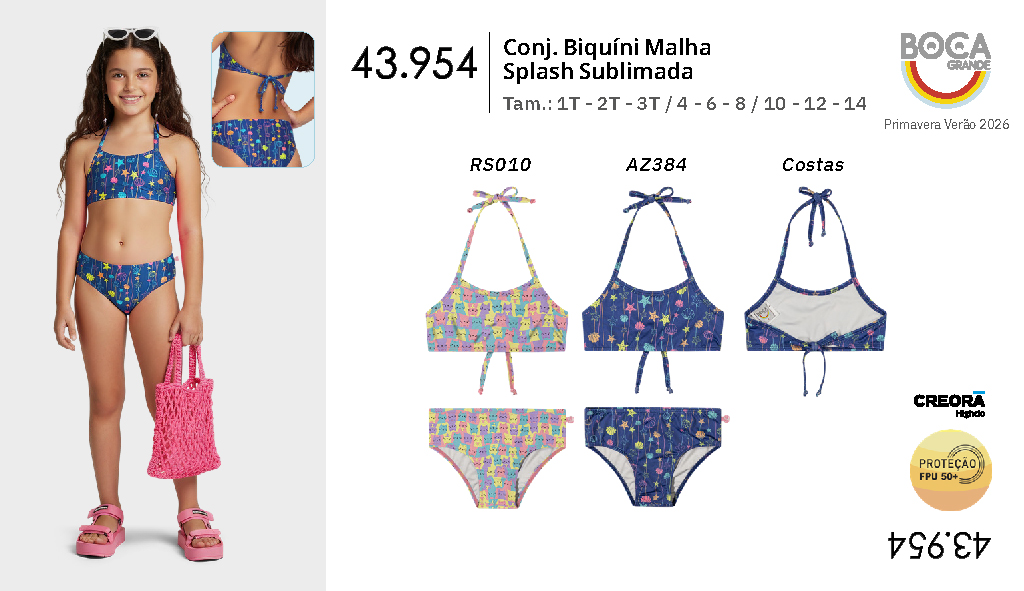 43.954
Conj. Biquíni Malha
Splash Sublimada
Tam.: 1T - 2T - 3T / 4 - 6 - 8 / 10 - 12 - 14
BOCA
GRANDE
Primavera Verão 2026
RS010
AZ384
Costas
CREORA
Highclo
PROTEÇÃO
FPU 50+
43.954